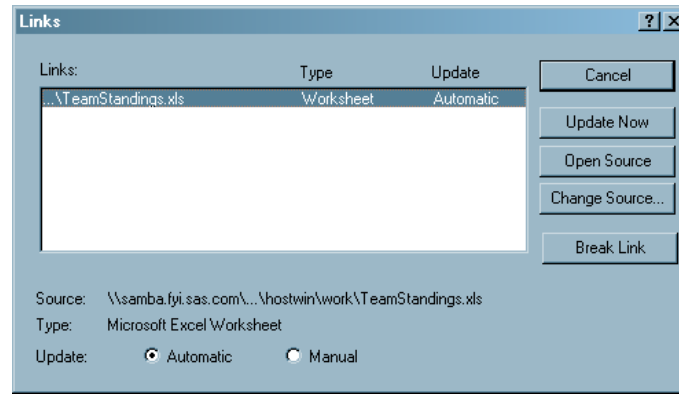 Links
Links: Type Update
...\TeamStandings.xls Worksheet Automatic
Cancel
Update Now
Open Source
Change Source...
Break Link
Source: \\samba.fyi.sas.com\...\hostwin\work\TeamStandings.xls
Type: Microsoft Excel Worksheet
Update: Automatic Manual